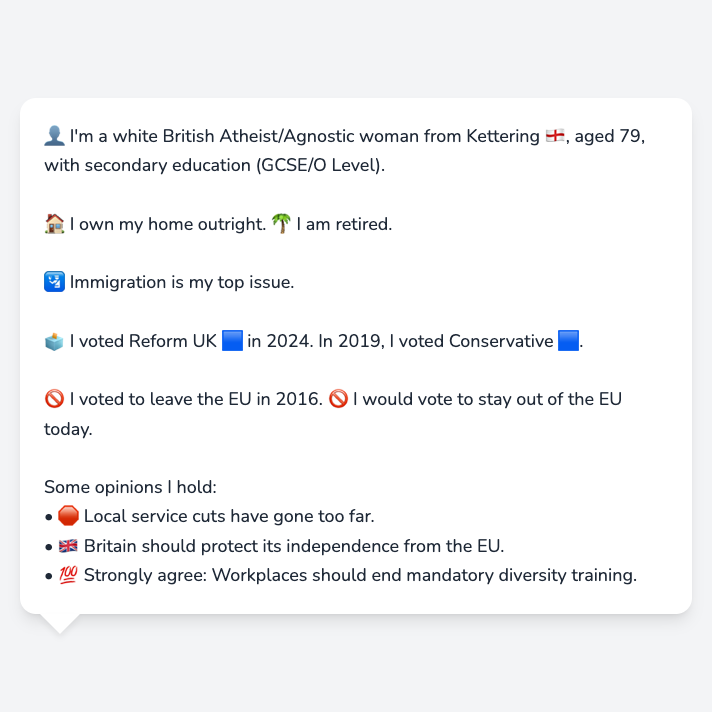 👤 I'm a white British Atheist/Agnostic woman from Kettering 🏴󠁧󠁢󠁥󠁮󠁧󠁿, aged 79,
with secondary education (GCSE/O Level).
🏠 I own my home outright. 🌴 I am retired.
🛂 Immigration is my top issue.
🗳️ I voted Reform UK 🟦 in 2024. In 2019, I voted Conservative 🟦.
🚫 I voted to leave the EU in 2016. 🚫 I would vote to stay out of the EU
today.
Some opinions I hold:
• 🛑 Local service cuts have gone too far.
• 🇬🇧 Britain should protect its independence from the EU.
• 💯 Strongly agree: Workplaces should end mandatory diversity training.